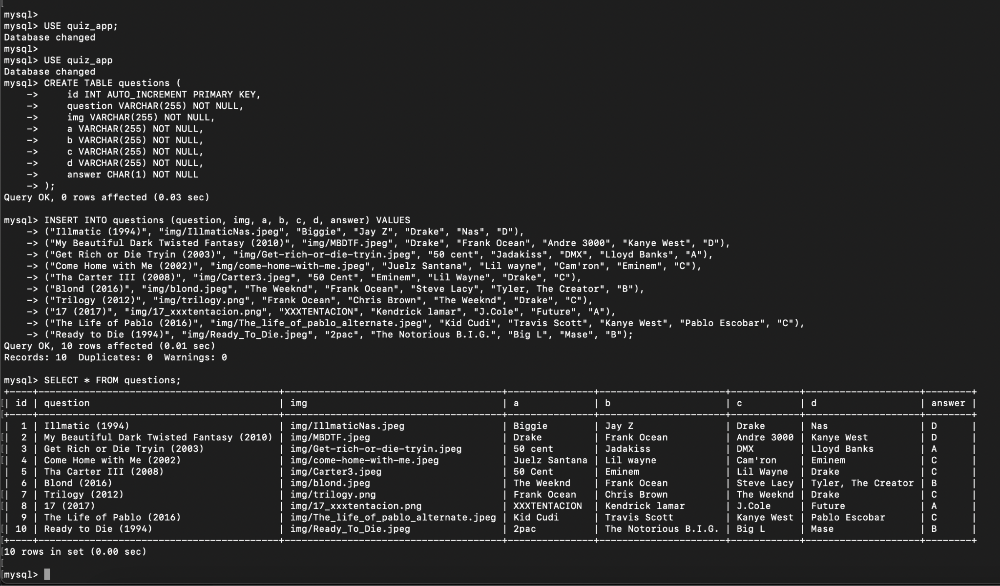 mysql>
mysql> USE quiz_app;
Database changed
mysql>
mysql> USE quiz_app
Database changed
mysql> CREATE TABLE questions (
    ->     id INT AUTO_INCREMENT PRIMARY KEY,
    ->     question VARCHAR(255) NOT NULL,
    ->     img VARCHAR(255) NOT NULL,
    ->     a VARCHAR(255) NOT NULL,
    ->     b VARCHAR(255) NOT NULL,
    ->     c VARCHAR(255) NOT NULL,
    ->     d VARCHAR(255) NOT NULL,
    ->     answer CHAR(1) NOT NULL
    -> );
Query OK, 0 rows affected (0.03 sec)

mysql> INSERT INTO questions (question, img, a, b, c, d, answer) VALUES
    -> ("Illmatic (1994)", "img/IllmaticNas.jpeg", "Biggie", "Jay Z", "Drake", "Nas", "D"),
    -> ("My Beautiful Dark Twisted Fantasy (2010)", "img/MBDTF.jpeg", "Drake", "Frank Ocean", "Andre 3000", "Kanye West", "D"),
    -> ("Get Rich or Die Tryin (2003)", "img/Get-rich-or-die-tryin.jpeg", "50 cent", "Jadakiss", "DMX", "Lloyd Banks", "A"),
    -> ("Come Home with Me (2002)", "img/come-home-with-me.jpeg", "Juelz Santana", "Lil wayne", "Cam'ron", "Eminem", "C"),
    -> ("Tha Carter III (2008)", "img/Carter3.jpeg", "50 Cent", "Eminem", "Lil Wayne", "Drake", "C"),
    -> ("Blond (2016)", "img/blond.jpeg", "The Weeknd", "Frank Ocean", "Steve Lacy", "Tyler, The Creator", "B"),
    -> ("Trilogy (2012)", "img/trilogy.png", "Frank Ocean", "Chris Brown", "The Weeknd", "Drake", "C"),
    -> ("17 (2017)", "img/17_xxxtentacion.png", "XXXTENTACION", "Kendrick lamar", "J.Cole", "Future", "A"),
    -> ("The Life of Pablo (2016)", "img/The_life_of_pablo_alternate.jpeg", "Kid Cudi", "Travis Scott", "Kanye West", "Pablo Escobar", "C"),
    -> ("Ready to Die (1994)", "img/Ready_To_Die.jpeg", "2pac", "The Notorious B.I.G.", "Big L", "Mase", "B");
Query OK, 10 rows affected (0.01 sec)
Records: 10  Duplicates: 0  Warnings: 0

mysql> SELECT * FROM questions;
| id | question | img | a | b | c | d | answer |
| 1 | Illmatic (1994) | img/IllmaticNas.jpeg | Biggie | Jay Z | Drake | Nas | D |
| 2 | My Beautiful Dark Twisted Fantasy (2010) | img/MBDTF.jpeg | Drake | Frank Ocean | Andre 3000 | Kanye West | D |
| 3 | Get Rich or Die Tryin (2003) | img/Get-rich-or-die-tryin.jpeg | 50 cent | Jadakiss | DMX | Lloyd Banks | A |
| 4 | Come Home with Me (2002) | img/come-home-with-me.jpeg | Juelz Santana | Lil wayne | Cam'ron | Eminem | C |
| 5 | Tha Carter III (2008) | img/Carter3.jpeg | 50 Cent | Eminem | Lil Wayne | Drake | C |
| 6 | Blond (2016) | img/blond.jpeg | The Weeknd | Frank Ocean | Steve Lacy | Tyler, The Creator | B |
| 7 | Trilogy (2012) | img/trilogy.png | Frank Ocean | Chris Brown | The Weeknd | Drake | C |
| 8 | 17 (2017) | img/17_xxxtentacion.png | XXXTENTACION | Kendrick lamar | J.Cole | Future | A |
| 9 | The Life of Pablo (2016) | img/The_life_of_pablo_alternate.jpeg | Kid Cudi | Travis Scott | Kanye West | Pablo Escobar | C |
| 10 | Ready to Die (1994) | img/Ready_To_Die.jpeg | 2pac | The Notorious B.I.G. | Big L | Mase | B |
10 rows in set (0.00 sec)

mysql>